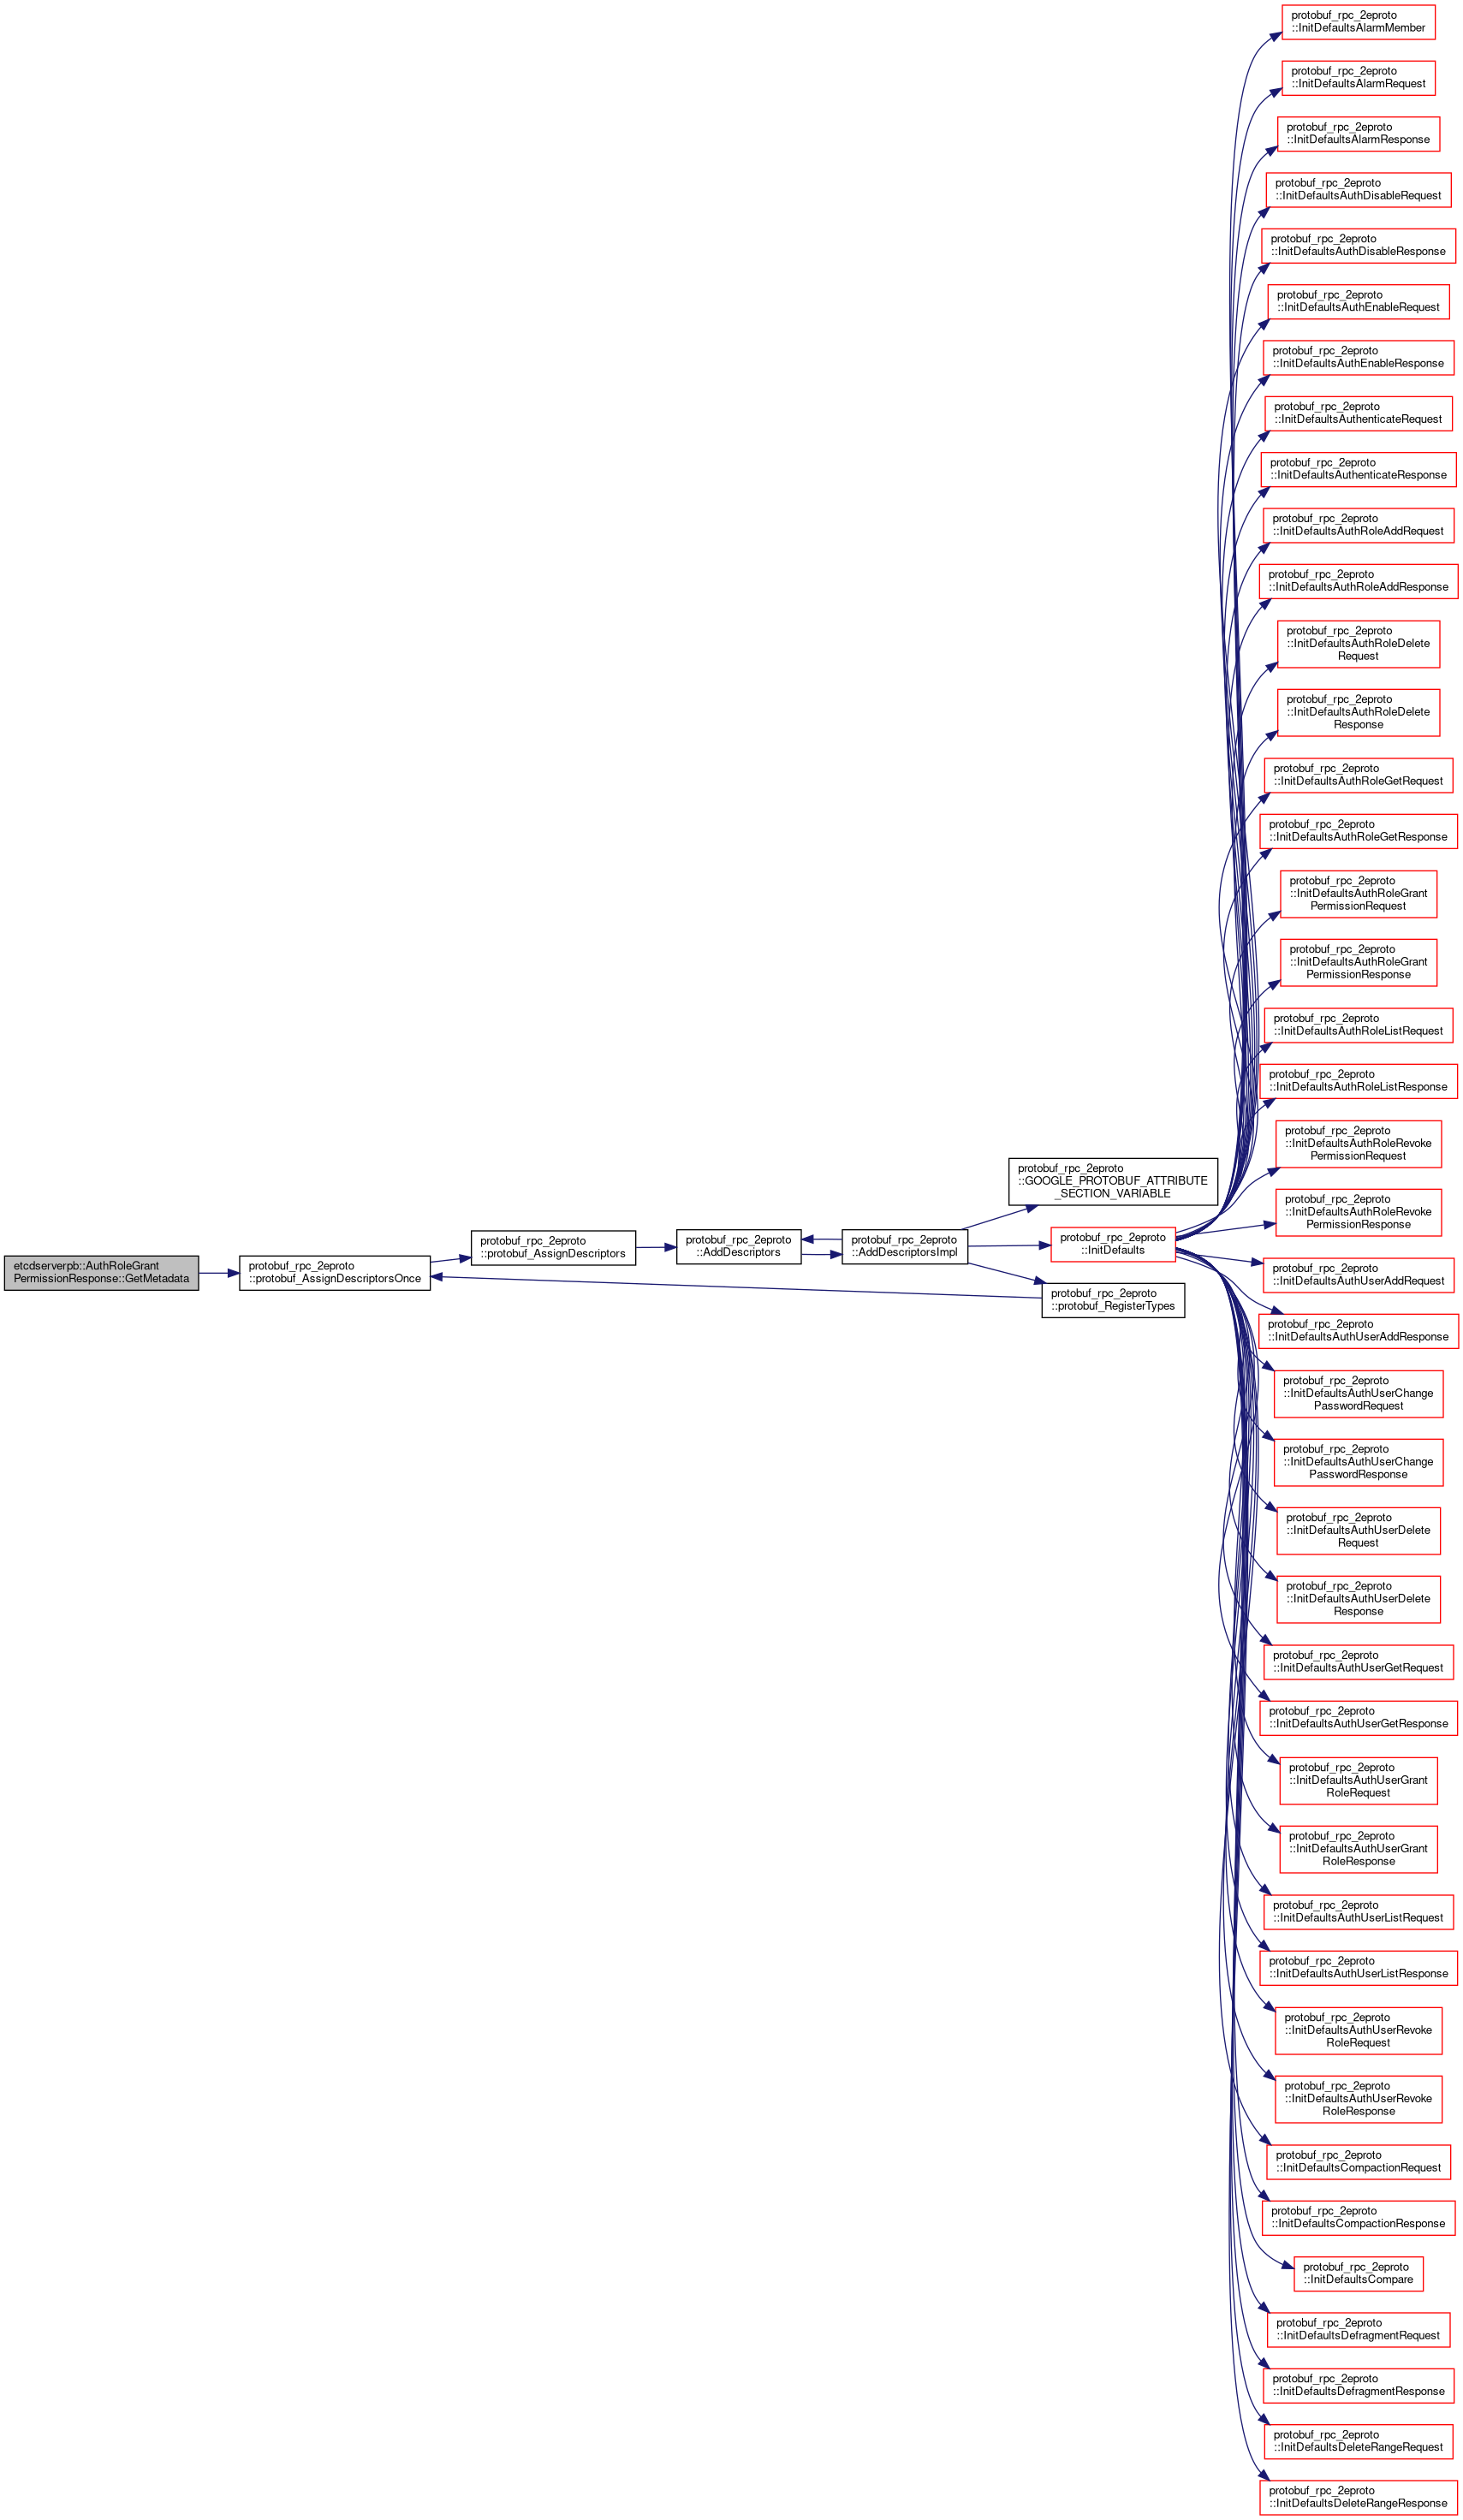 protobuf_rpc_2eproto
::InitDefaultsAlarmMember
protobuf_rpc_2eproto
::InitDefaultsAlarmRequest
protobuf_rpc_2eproto
::InitDefaultsAlarmResponse
protobuf_rpc_2eproto
::InitDefaultsAuthDisableRequest
protobuf_rpc_2eproto
::InitDefaultsAuthDisableResponse
protobuf_rpc_2eproto
::InitDefaultsAuthEnableRequest
protobuf_rpc_2eproto
::InitDefaultsAuthEnableResponse
protobuf_rpc_2eproto
::InitDefaultsAuthenticateRequest
protobuf_rpc_2eproto
::InitDefaultsAuthenticateResponse
protobuf_rpc_2eproto
::InitDefaultsAuthRoleAddRequest
protobuf_rpc_2eproto
::InitDefaultsAuthRoleAddResponse
protobuf_rpc_2eproto
::InitDefaultsAuthRoleDelete
Request
protobuf_rpc_2eproto
::InitDefaultsAuthRoleDelete
Response
protobuf_rpc_2eproto
::InitDefaultsAuthRoleGetRequest
protobuf_rpc_2eproto
::InitDefaultsAuthRoleGetResponse
protobuf_rpc_2eproto
::InitDefaultsAuthRoleGrant
PermissionRequest
protobuf_rpc_2eproto
::InitDefaultsAuthRoleGrant
PermissionResponse
protobuf_rpc_2eproto
::InitDefaultsAuthRoleListRequest
protobuf_rpc_2eproto
::InitDefaultsAuthRoleListResponse
protobuf_rpc_2eproto
::InitDefaultsAuthRoleRevoke
PermissionRequest
protobuf_rpc_2eproto
::InitDefaultsAuthRoleRevoke
PermissionResponse
etcdserverpb::AuthRoleGrant
PermissionResponse::GetMetadata
protobuf_rpc_2eproto
::protobuf_AssignDescriptorsOnce
protobuf_rpc_2eproto
::protobuf_AssignDescriptors
protobuf_rpc_2eproto
::AddDescriptors
protobuf_rpc_2eproto
::AddDescriptorsImpl
protobuf_rpc_2eproto
::GOOGLE_PROTOBUF_ATTRIBUTE
_SECTION_VARIABLE
protobuf_rpc_2eproto
::InitDefaults
protobuf_rpc_2eproto
::protobuf_RegisterTypes
protobuf_rpc_2eproto
::InitDefaultsAuthUserAddRequest
protobuf_rpc_2eproto
::InitDefaultsAuthUserAddResponse
protobuf_rpc_2eproto
::InitDefaultsAuthUserChange
PasswordRequest
protobuf_rpc_2eproto
::InitDefaultsAuthUserChange
PasswordResponse
protobuf_rpc_2eproto
::InitDefaultsAuthUserDelete
Request
protobuf_rpc_2eproto
::InitDefaultsAuthUserDelete
Response
protobuf_rpc_2eproto
::InitDefaultsAuthUserGetRequest
protobuf_rpc_2eproto
::InitDefaultsAuthUserGetResponse
protobuf_rpc_2eproto
::InitDefaultsAuthUserGrant
RoleRequest
protobuf_rpc_2eproto
::InitDefaultsAuthUserGrant
RoleResponse
protobuf_rpc_2eproto
::InitDefaultsAuthUserListRequest
protobuf_rpc_2eproto
::InitDefaultsAuthUserListResponse
protobuf_rpc_2eproto
::InitDefaultsAuthUserRevoke
RoleRequest
protobuf_rpc_2eproto
::InitDefaultsAuthUserRevoke
RoleResponse
protobuf_rpc_2eproto
::InitDefaultsCompactionRequest
protobuf_rpc_2eproto
::InitDefaultsCompactionResponse
protobuf_rpc_2eproto
::InitDefaultsCompare
protobuf_rpc_2eproto
::InitDefaultsDefragmentRequest
protobuf_rpc_2eproto
::InitDefaultsDefragmentResponse
protobuf_rpc_2eproto
::InitDefaultsDeleteRangeRequest
protobuf_rpc_2eproto
::InitDefaultsDeleteRangeResponse